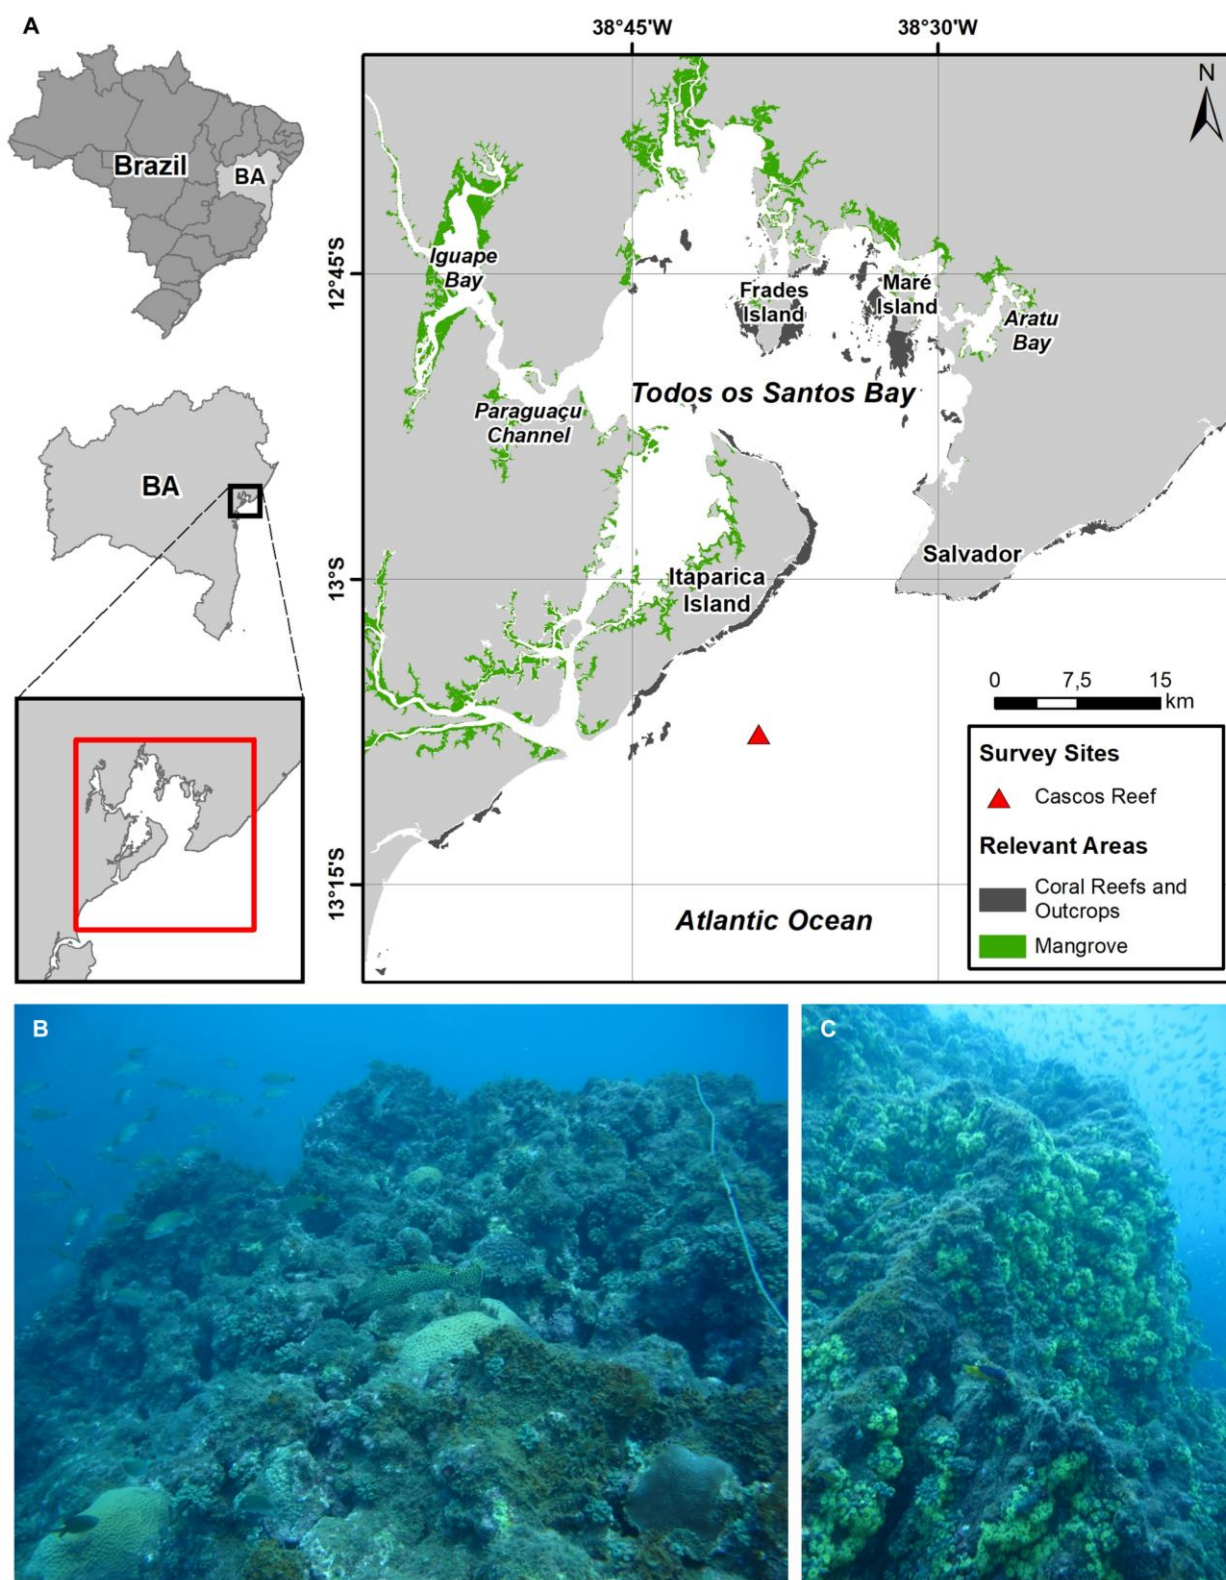 A
Brazil
BA
BA
38°45'W
38°30'W
N
12°45'S
13°S
13°15'S
Iguape
Bay
Frades
Island
Maré
Island
Aratu
Bay
Todos os Santos Bay
Paraguaçu
Channel
Salvador
Itaparica
Island
0
7,5
15
km
Survey Sites
Cascos Reef
Relevant Areas
Coral Reefs and
Outcrops
Mangrove
Atlantic Ocean
B
C